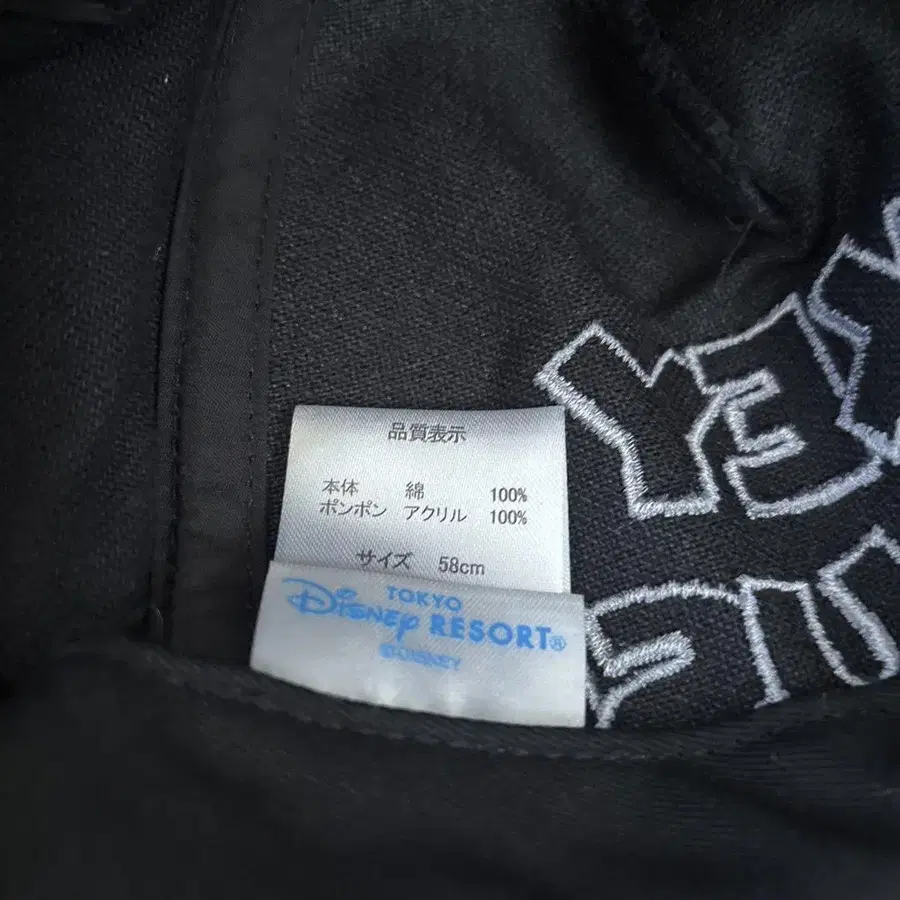 品質表示
本体 綿 100%
ポンポン アクリル 100%
サイズ 58cm
TOKYO
Disney RESORT®
©DISNEY